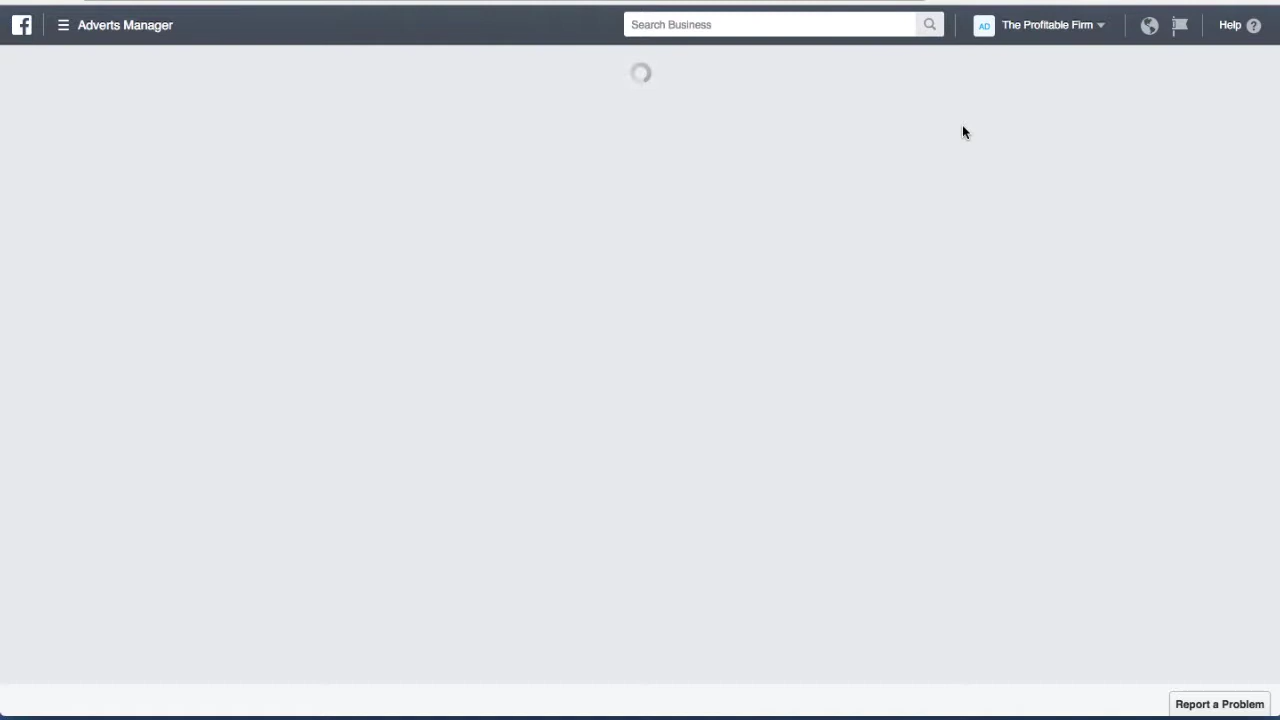 Adverts Manager
Search Business
AD
The Profitable Firm
Help
Report a Problem